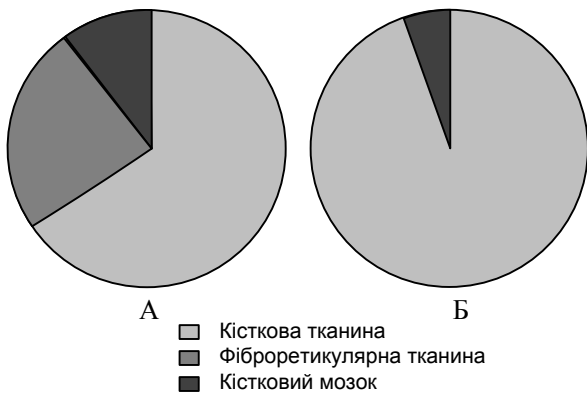 А Б
Кісткова тканина
Фіброретикулярна тканина
Кістковий мозок